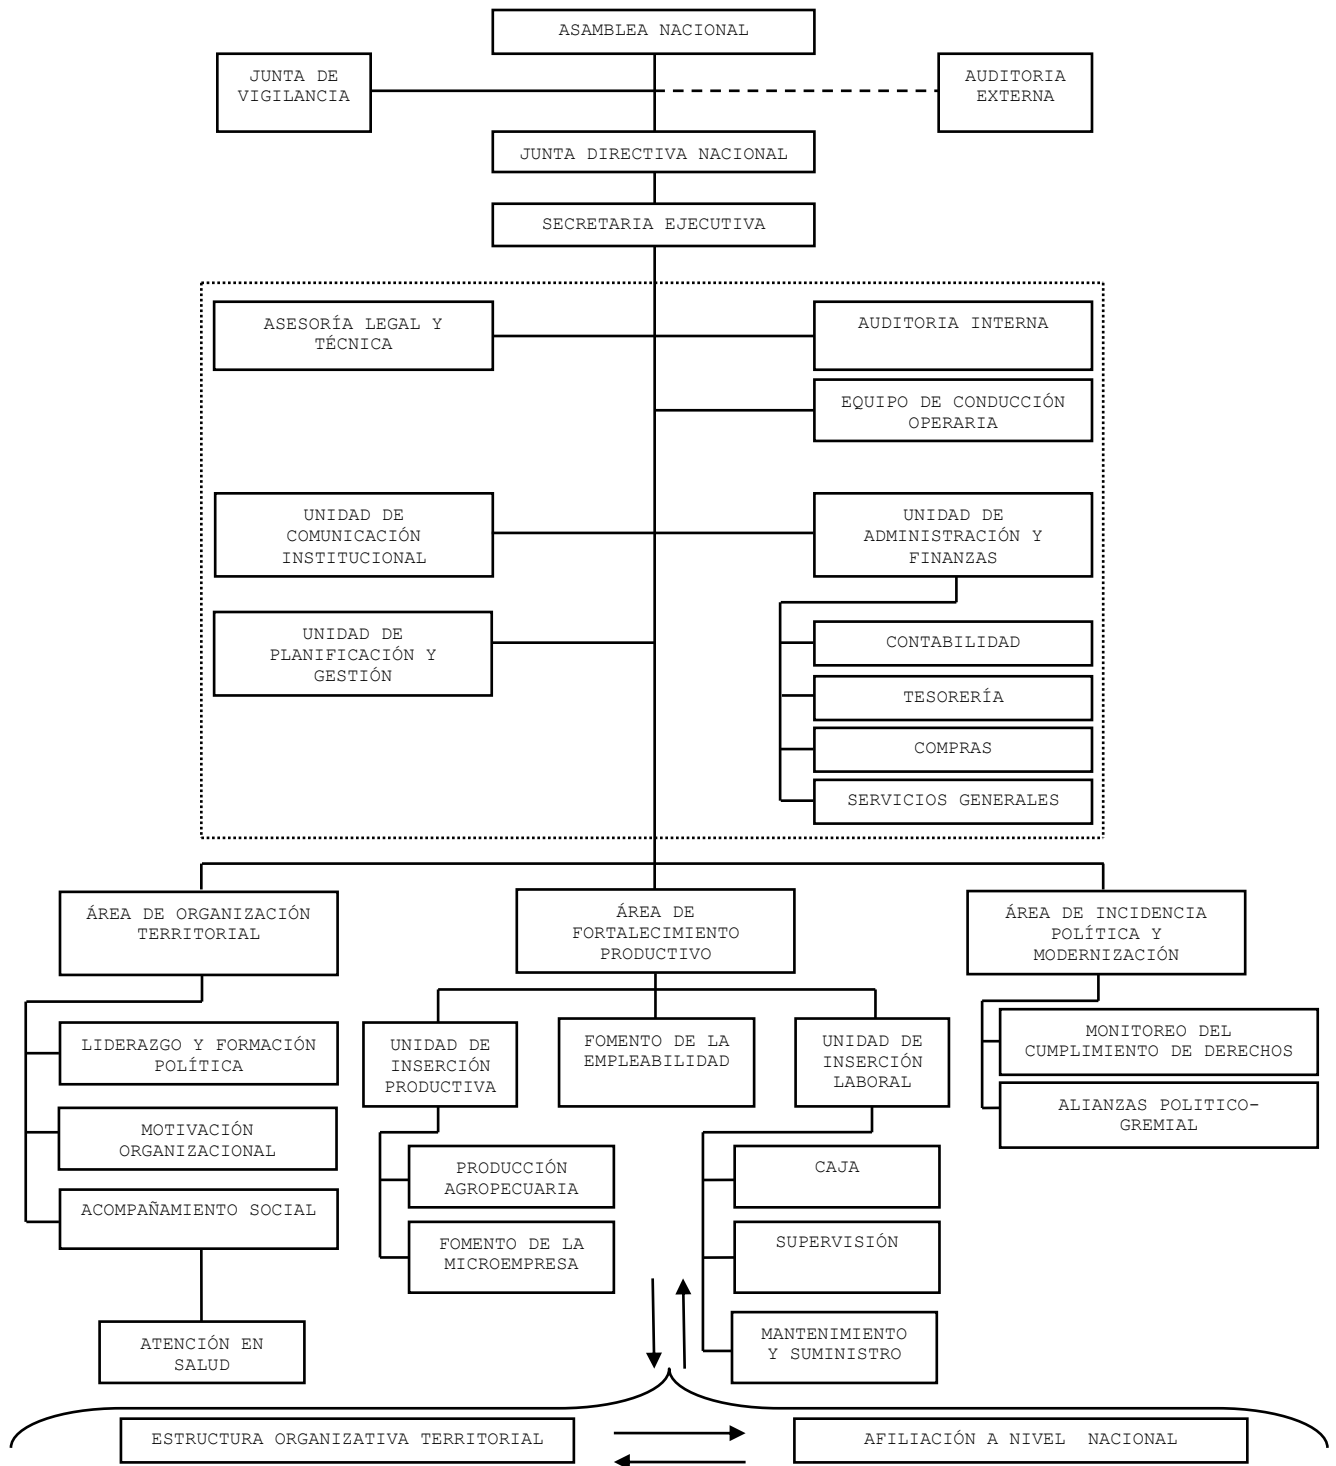 ASAMBLEA NACIONAL
JUNTA DE
VIGILANCIA
AUDITORIA
EXTERNA
JUNTA DIRECTIVA NACIONAL
SECRETARIA EJECUTIVA
ASESORÍA LEGAL Y
TÉCNICA
AUDITORIA INTERNA
EQUIPO DE CONDUCCIÓN
OPERARIA
UNIDAD DE
COMUNICACIÓN
INSTITUCIONAL
UNIDAD DE
ADMINISTRACIÓN Y
FINANZAS
UNIDAD DE
PLANIFICACIÓN Y
GESTIÓN
CONTABILIDAD
TESORERÍA
COMPRAS
SERVICIOS GENERALES
ÁREA DE ORGANIZACIÓN
TERRITORIAL
ÁREA DE
FORTALECIMIENTO
PRODUCTIVO
ÁREA DE INCIDENCIA
POLÍTICA Y
MODERNIZACIÓN
LIDERAZGO Y FORMACIÓN
POLÍTICA
MOTIVACIÓN
ORGANIZACIONAL
ACOMPAÑAMIENTO SOCIAL
ATENCIÓN EN
SALUD
UNIDAD DE
INSERCIÓN
PRODUCTIVA
PRODUCCIÓN
AGROPECUARIA
FOMENTO DE LA
MICROEMPRESA
FOMENTO DE LA
EMPLEABILIDAD
UNIDAD DE
INSERCIÓN
LABORAL
CAJA
SUPERVISIÓN
MANTENIMIENTO
Y SUMINISTRO
MONITOREO DEL
CUMPLIMIENTO DE DERECHOS
ALIANZAS POLITICO-
GREMIAL
ESTRUCTURA ORGANIZATIVA TERRITORIAL
AFILIACIÓN A NIVEL NACIONAL